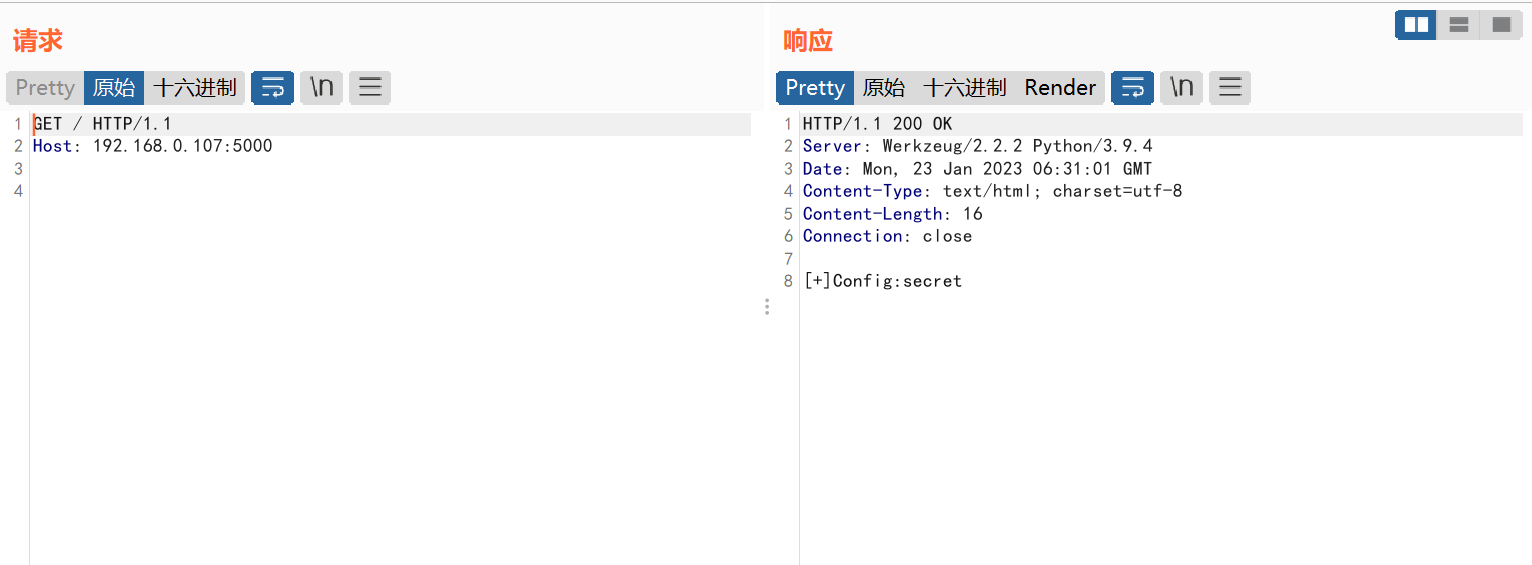 请求
Pretty 原始 十六进制 \n
1 GET / HTTP/1.1
2 Host: 192.168.0.107:5000
3
4
响应
Pretty 原始 十六进制 Render \n
1 HTTP/1.1 200 OK
2 Server: Werkzeug/2.2.2 Python/3.9.4
3 Date: Mon, 23 Jan 2023 06:31:01 GMT
4 Content-Type: text/html; charset=utf-8
5 Content-Length: 16
6 Connection: close
7
8 [+]Config:secret